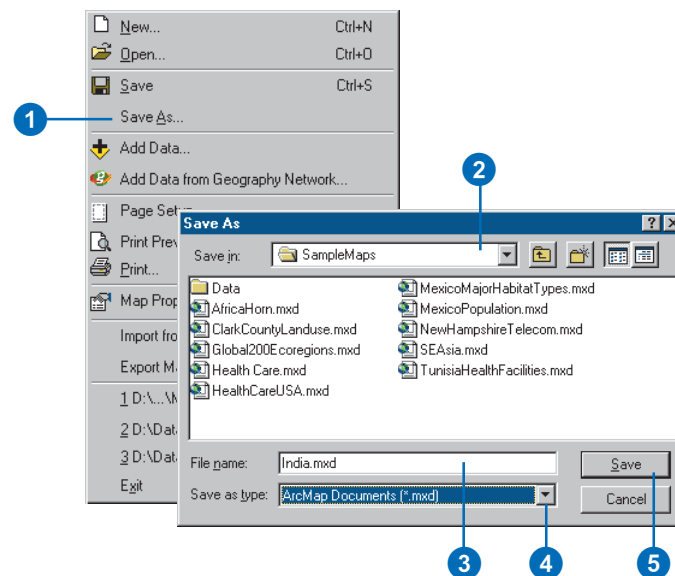 New... Ctrl+N
Open... Ctrl+O
Save Ctrl+S
1
Save As...
Add Data...
Add Data from Geography Network...
2
Page Setu
Print Prev
Print...
Map Prop
Import fro
Export M
1 D:\...\M
2 D:\Dat
3 D:\Dat
Exit
Save As
Save in: SampleMaps
Data
AfricaHorn.mxd
ClarkCountyLanduse.mxd
Global200Ecoregions.mxd
Health Care.mxd
HealthCareUSA.mxd
MexicoMajorHabitatTypes.mxd
MexicoPopulation.mxd
NewHampshireTelecom.mxd
SEAsia.mxd
TunisiaHealthFacilities.mxd
File name: India.mxd Save
Save as type: ArcMap Documents (*.mxd) Cancel
3 4 5